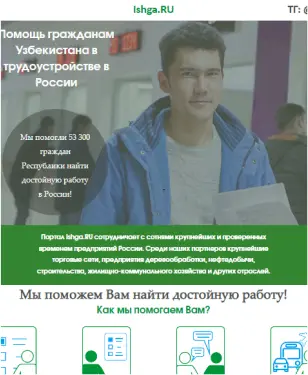 Ishga.RU
ТГ:
Помощь гражданам
Узбекистана в
трудоустройстве в
России
Мы помогли 53 300
граждан
Республики найти
достойную работу
в России!
Портал Ishga.RU сотрудничает с сотнями крупнейших и проверенных
временем предприятий России. Среди наших партнеров крупнейшие
торговые сети, предприятия деревообработки, нефтедобычи,
строительства, жилищно-коммунального хозяйства и других отраслей.
Мы поможем Вам найти достойную работу!
Как мы помогаем Вам?